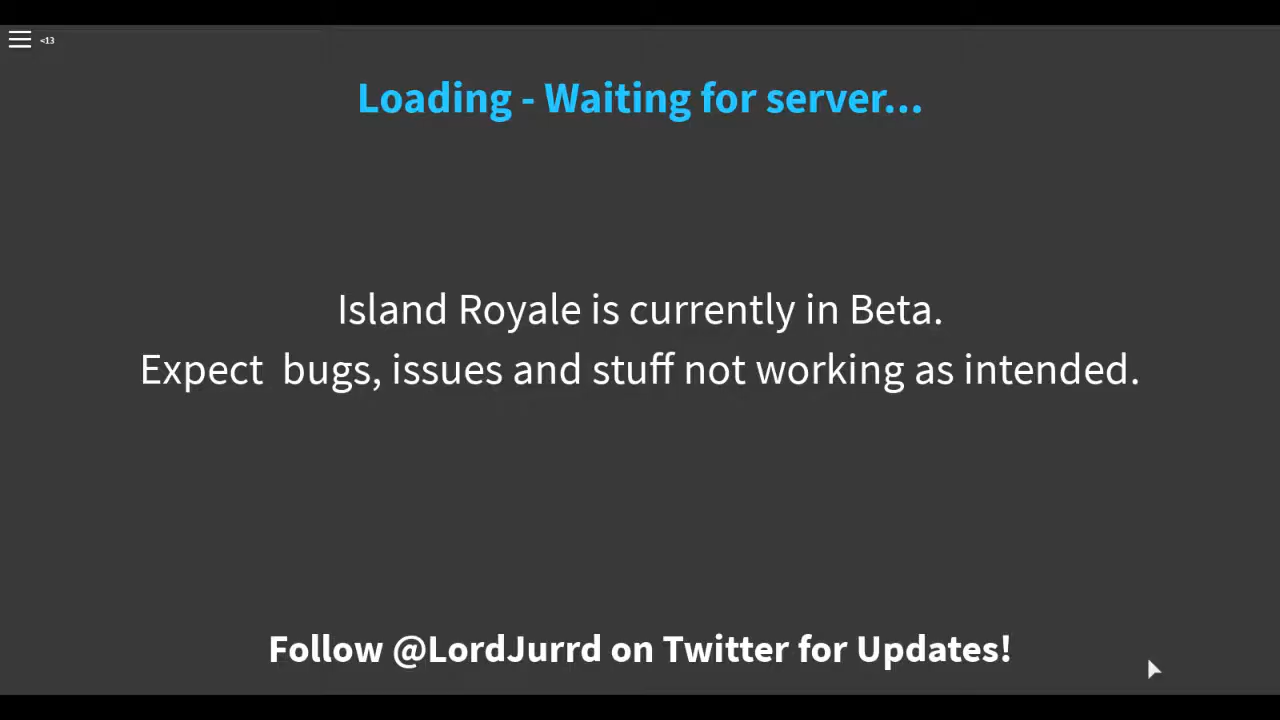 <13
Loading - Waiting for server...
Island Royale is currently in Beta.
Expect  bugs, issues and stuff not working as intended.
Follow @LordJurrd on Twitter for Updates!